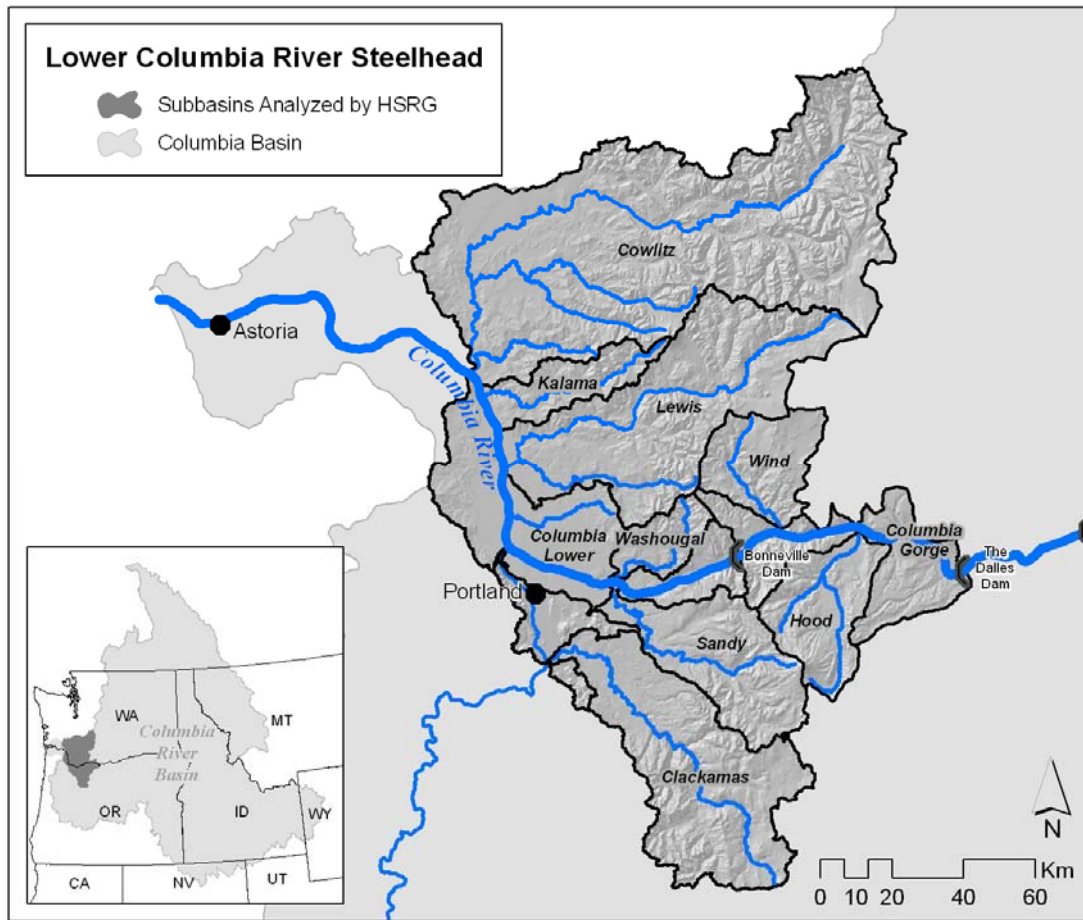 Lower Columbia River Steelhead
Subbasins Analyzed by HSRG
Columbia Basin
Cowlitz
Astoria
Columbia River
Kalama
Lewis
Wind
Columbia
Lower
Washougal
Bonneville
Dam
Columbia
Gorge
The
Dalles
Dam
Portland
Hood
Sandy
Clackamas
WA
MT
Columbia
River
Basin
OR
ID
WY
CA
NV
UT
N
Km
0 10 20 40 60